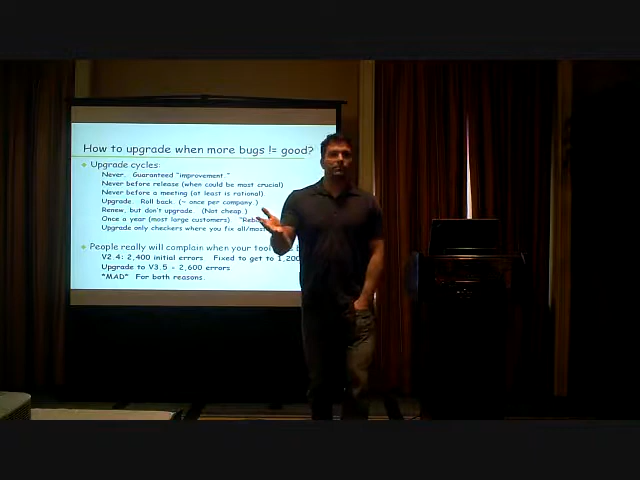 How to upgrade when more bugs != good?
Upgrade cycles:
Never. Guaranteed "improvement."
Never before release (when could be most crucial)
Never before a meeting (at least is rational)
Upgrade. Roll back. (~ once per company.)
Renew, but don't upgrade (Not cheap.)
Once a year (most large customers)
Upgrade only checkers where you fix all/most
People really will complain when your
V2.4: 2,400 initial errors Fixed to get to 1,200
Upgrade to V3.5 = 2,600 errors
*MAD* For both reasons.